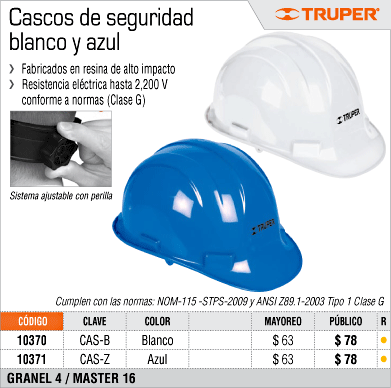 Cascos de seguridad
blanco y azul
TRUPER®
❯ Fabricados en resina de alto impacto
❯ Resistencia eléctrica hasta 2,200 V
conforme a normas (Clase G)
TRUPER
TRUPER
Sistema ajustable con perilla
Cumplen con las normas: NOM-115 -STPS-2009 y ANSI Z89.1-2003 Tipo 1 Clase G
CÓDIGO CLAVE COLOR MAYOREO PÚBLICO R
10370 CAS-B Blanco $ 63 $ 78
10371 CAS-Z Azul $ 63 $ 78
GRANEL 4 / MASTER 16